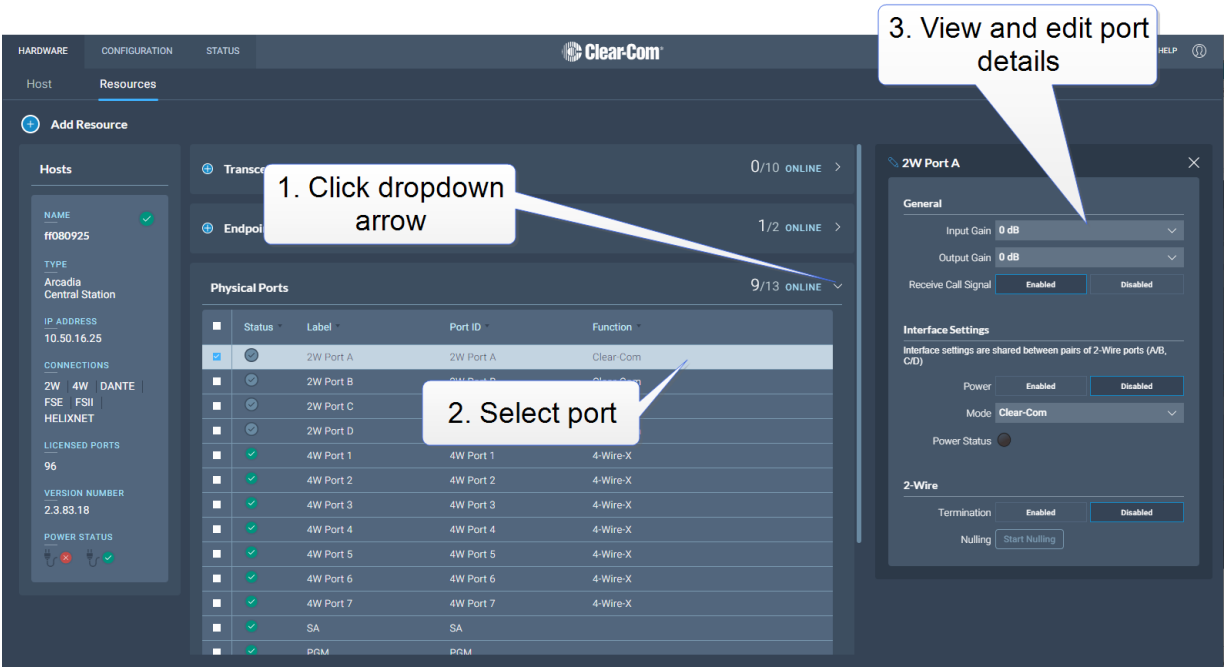 3. View and edit port
details
HARDWARE CONFIGURATION STATUS Clear-Com HELP
Host Resources
Add Resource
Hosts
NAME
ff080925
TYPE
Arcadia
Central Station
IP ADDRESS
10.50.16.25
CONNECTIONS
2W 4W DANTE
FSE FSII
HELIXNET
LICENSED PORTS
96
VERSION NUMBER
2.3.83.18
POWER STATUS
0/10 ONLINE
1. Click dropdown
arrow
1/2 ONLINE
Physical Ports 9/13 ONLINE
Status Label Port ID Function
2W Port A 2W Port A Clear-Com
2W Port B
2W Port C
2W Port D
2. Select port
4W Port 1 4W Port 1 4-Wire-X
4W Port 2 4W Port 2 4-Wire-X
4W Port 3 4W Port 3 4-Wire-X
4W Port 4 4W Port 4 4-Wire-X
4W Port 5 4W Port 5 4-Wire-X
4W Port 6 4W Port 6 4-Wire-X
4W Port 7 4W Port 7 4-Wire-X
SA SA
PGM PGM
2W Port A
General
Input Gain 0 dB
Output Gain 0 dB
Receive Call Signal Enabled Disabled
Interface Settings
Interface settings are shared between pairs of 2-Wire ports (A/B,
C/D)
Power Enabled Disabled
Mode Clear-Com
Power Status
2-Wire
Termination Enabled Disabled
Nulling Start Nulling